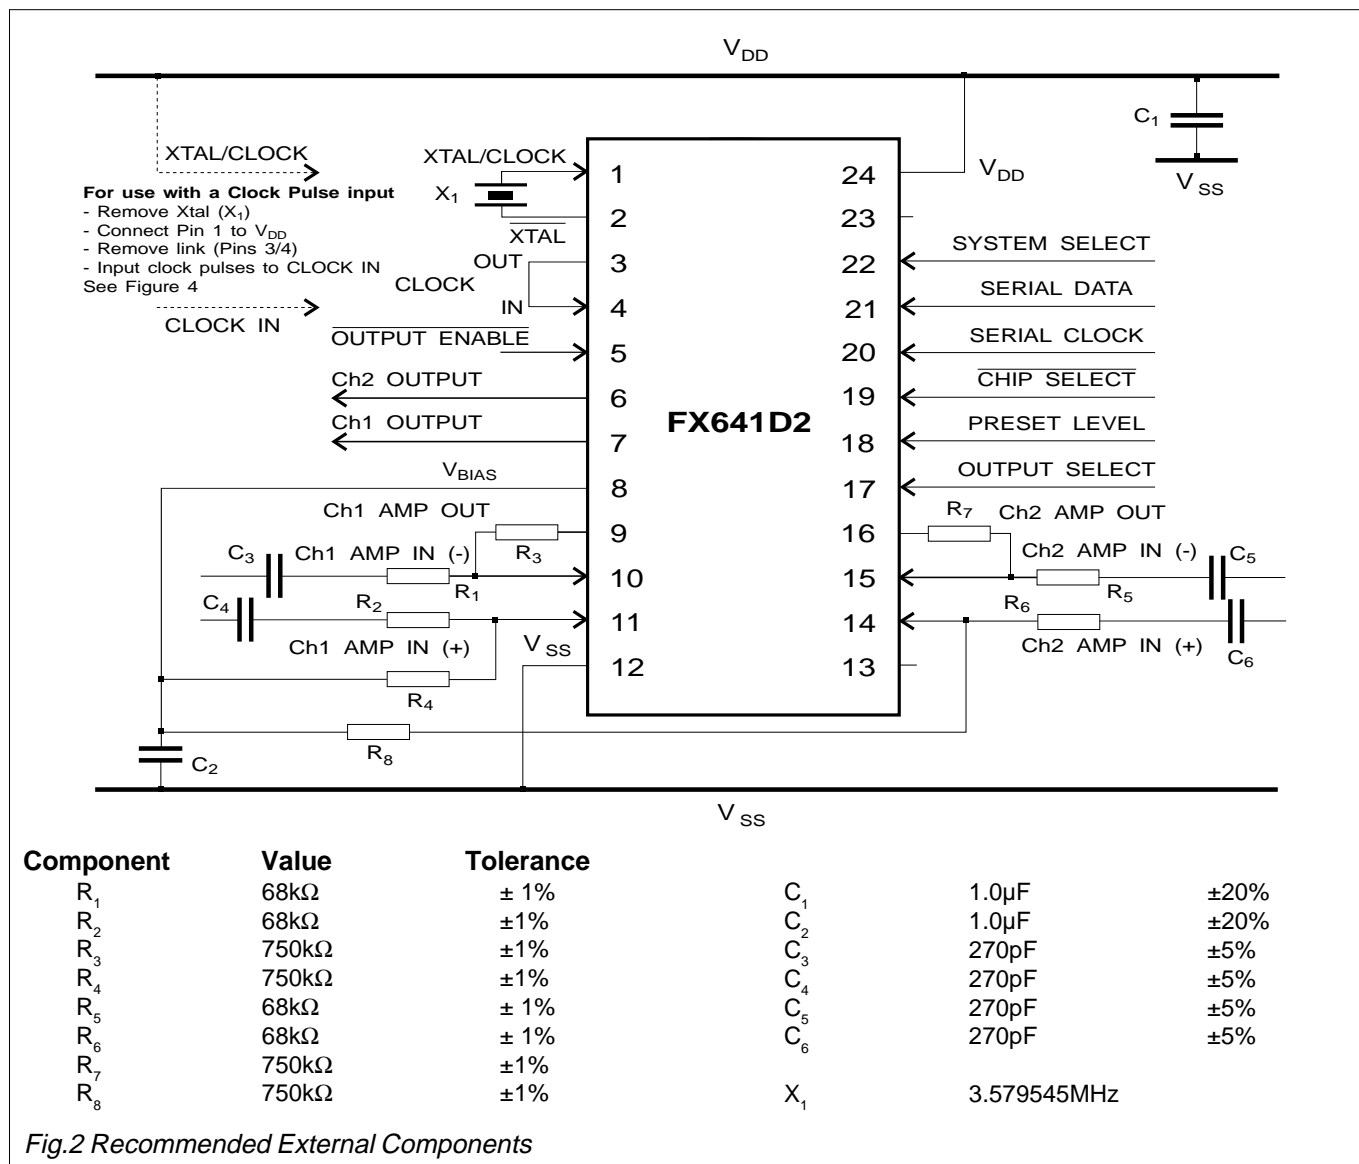 V_DD
XTAL/CLOCK
For use with a Clock Pulse input
- Remove Xtal (X₁)
- Connect Pin 1 to V_DD
- Remove link (Pins 3/4)
- Input clock pulses to CLOCK IN
See Figure 4
CLOCK IN
XTAL/CLOCK
X₁
XTAL
OUT
CLOCK
IN
OUTPUT ENABLE
Ch2 OUTPUT
Ch1 OUTPUT
V_BIAS
Ch1 AMP OUT
R₃
C₃
Ch1 AMP IN (-)
R₁
C₄
R₂
Ch1 AMP IN (+)
V_SS
R₄
R₈
C₂
1
2
3
4
5
6
7
8
9
10
11
12
FX641D2
24
23
22
21
20
19
18
17
16
15
14
13
V_DD
C₁
V_SS
SYSTEM SELECT
SERIAL DATA
SERIAL CLOCK
CHIP SELECT
PRESET LEVEL
OUTPUT SELECT
R₇
Ch2 AMP OUT
Ch2 AMP IN (-)
C₅
R₆
R₅
Ch2 AMP IN (+)
C₆
V_SS
Component Value Tolerance
R₁ 68kΩ ± 1% C₁ 1.0µF ±20%
R₂ 68kΩ ±1% C₂ 1.0µF ±20%
R₃ 750kΩ ±1% C₃ 270pF ±5%
R₄ 750kΩ ±1% C₄ 270pF ±5%
R₅ 68kΩ ± 1% C₅ 270pF ±5%
R₆ 68kΩ ± 1% C₆ 270pF ±5%
R₇ 750kΩ ±1%
R₈ 750kΩ ±1% X₁ 3.579545MHz
Fig.2 Recommended External Components